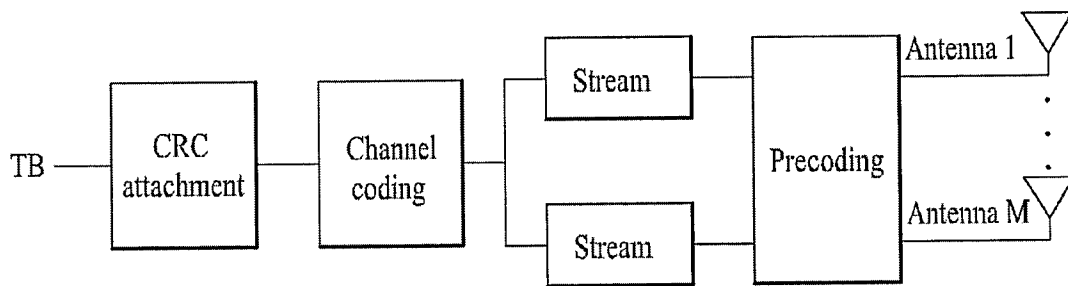 TB
CRC
attachment
Channel
coding
Stream
Stream
Precoding
Antenna 1
Antenna M